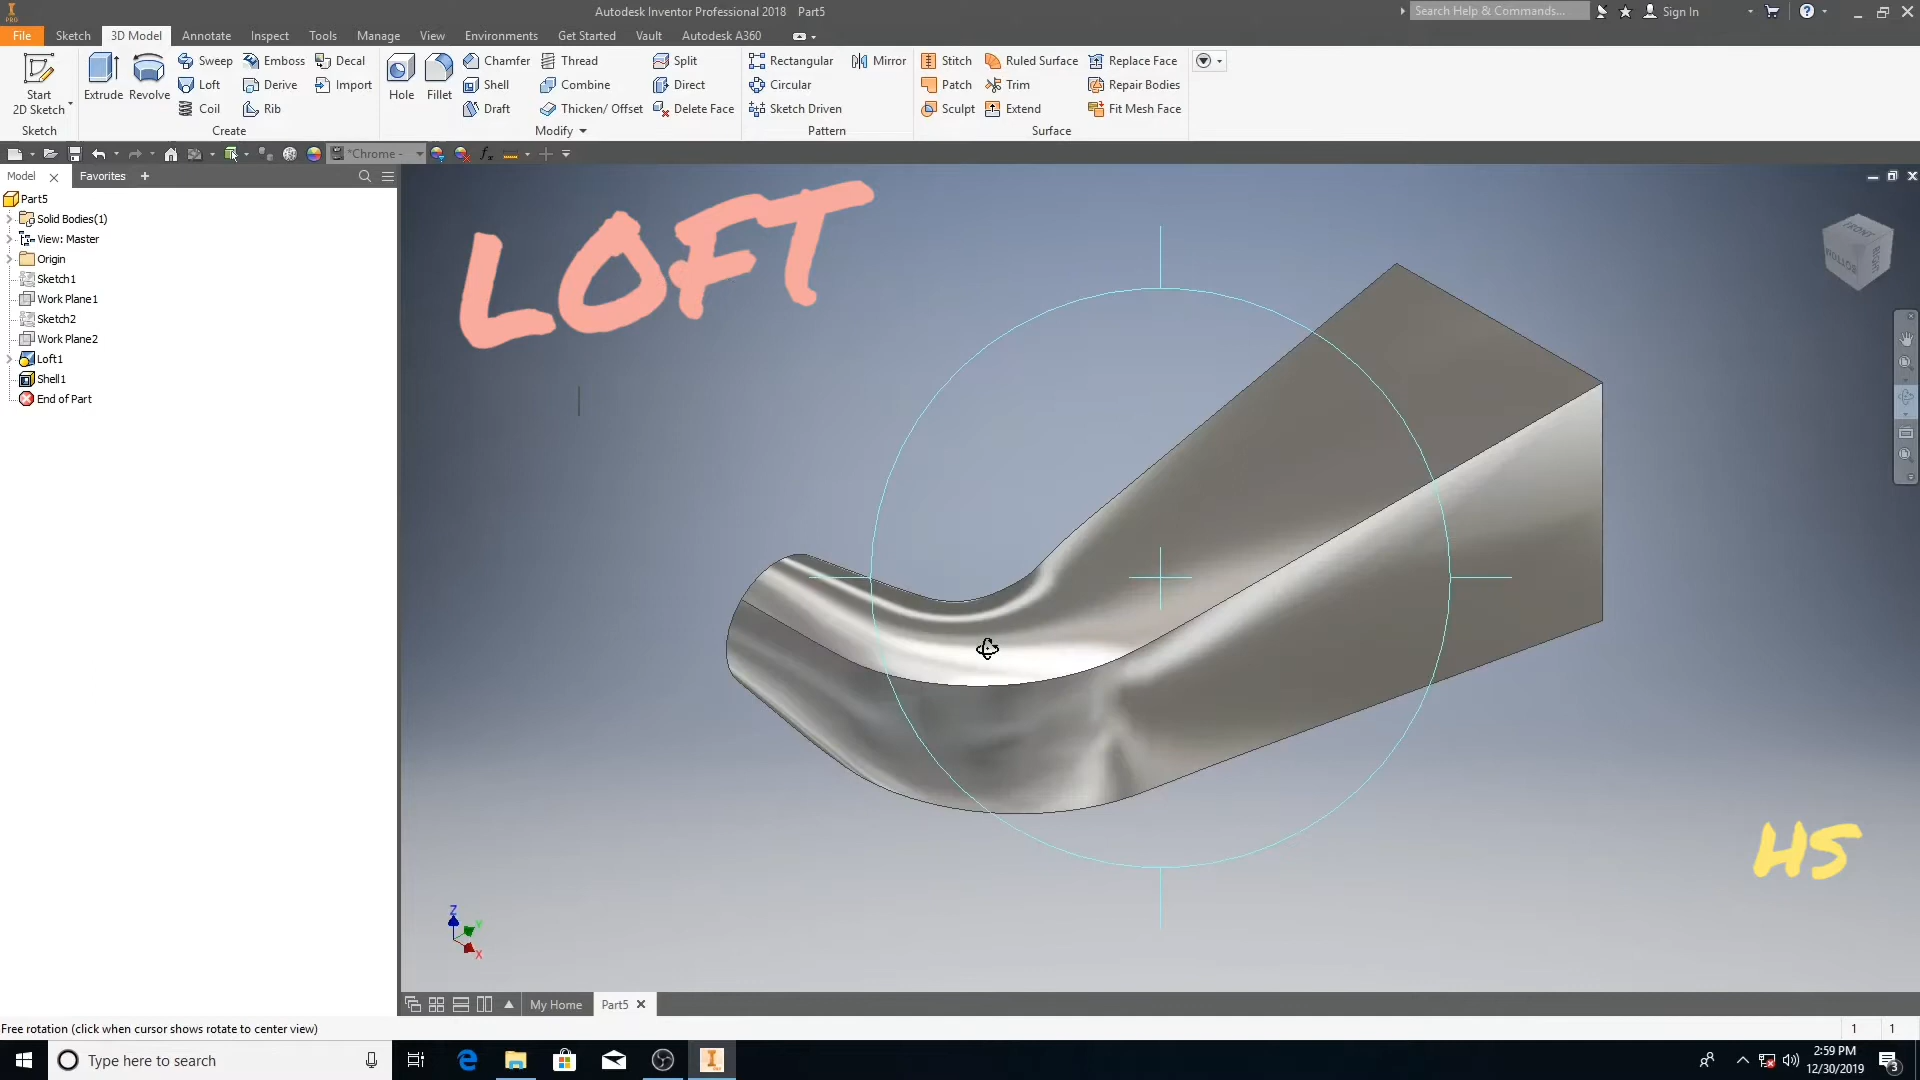 Autodesk Inventor Professional 2018 Part5
Search Help & Commands...
Sign In
PRO
File Sketch 3D Model Annotate Inspect Tools Manage View Environments Get Started Vault Autodesk A360
Start
2D Sketch
Extrude
Revolve
Sweep Emboss Decal
Loft Derive Import
Coil Rib
Hole
Fillet
Chamfer Thread Split
Shell Combine Direct
Draft Thicken/ Offset Delete Face
Rectangular Mirror
Circular
Sketch Driven
Stitch Ruled Surface Replace Face
Patch Trim Repair Bodies
Sculpt Extend Fit Mesh Face
Sketch Create Modify Pattern Surface
*Chrome -
fx
Model Favorites +
Part5
Solid Bodies(1)
View: Master
Origin
Sketch1
Work Plane1
Sketch2
Work Plane2
Loft1
Shell1
End of Part
LOFT
FRONT
RIGHT
BOTTOM
HS
Z
Y
X
My Home Part5
Free rotation (click when cursor shows rotate to center view)
1 1
Type here to search
2:59 PM
12/30/2019
3